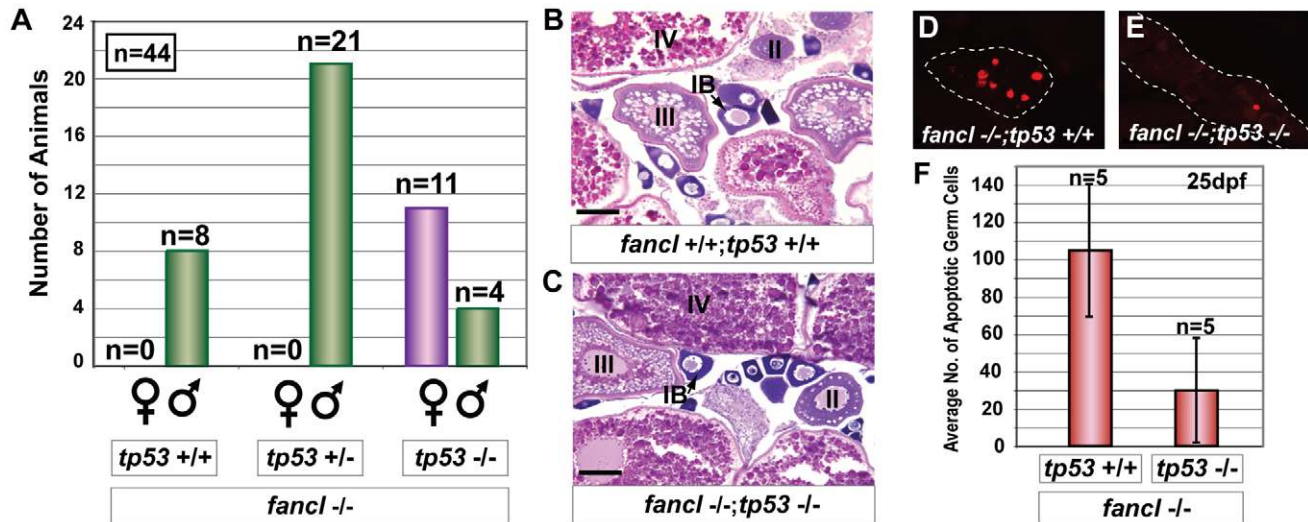 A
Number of Animals
24
20
16
12
8
4
0
n=44
n=0
n=8
n=0
n=21
n=11
n=4
♀ ♂
♀ ♂
♀ ♂
tp53 +/+
tp53 +/-
tp53 -/-
fancl -/-
B
IV
II
IB
III
fancl +/+;tp53 +/+
C
IV
III
IB
II
fancl -/-;tp53 -/-
D
fancl -/-;tp53 +/+
E
fancl -/-;tp53 -/-
F
Average No. of Apoptotic Germ Cells
140
120
100
80
60
40
20
0
n=5
25dpf
n=5
tp53 +/+
tp53 -/-
fancl -/-